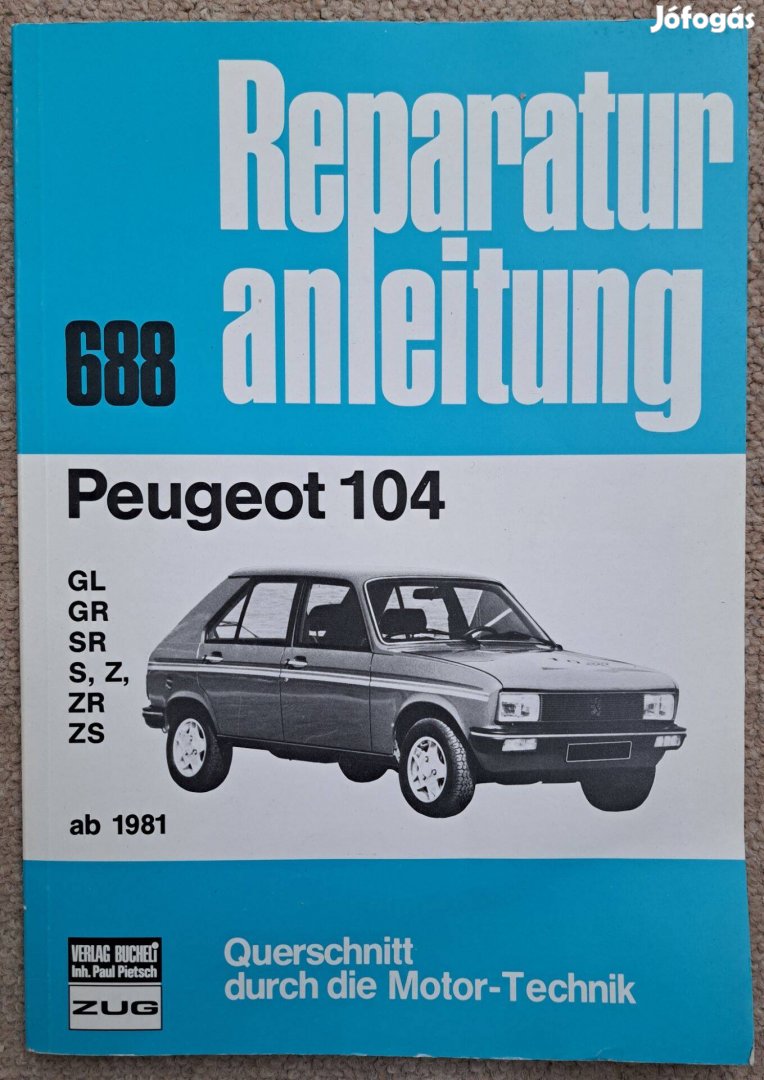 Jófogás
Reparatur
anleitung
688
Peugeot 104
GL
GR
SR
S, Z,
ZR
ZS
ab 1981
VERLAG BUCHELI
Inh. Paul Pietsch
ZUG
Querschnitt
durch die Motor-Technik